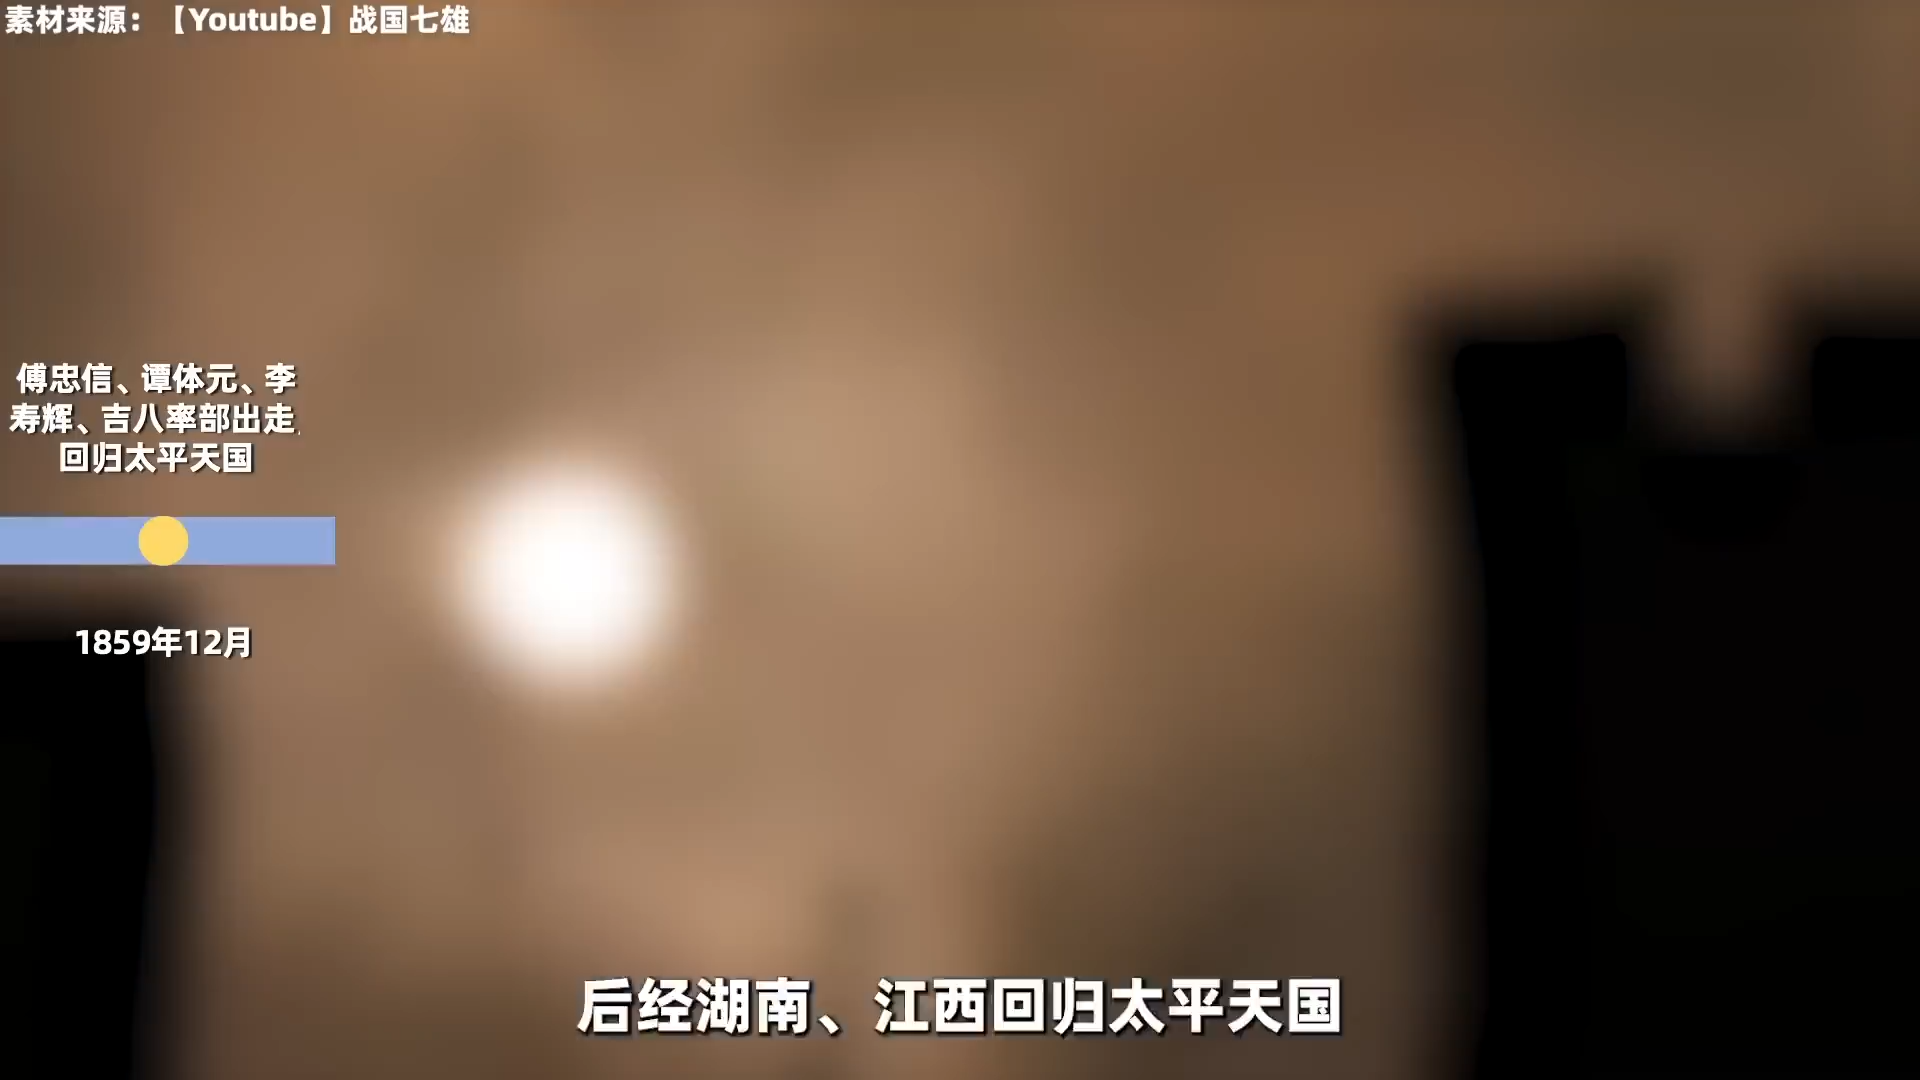 素材来源：【Youtube】战国七雄
傅忠信、谭体元、李
寿辉、吉八率部出走,
回归太平天国
1859年12月
后经湖南、江西回归太平天国